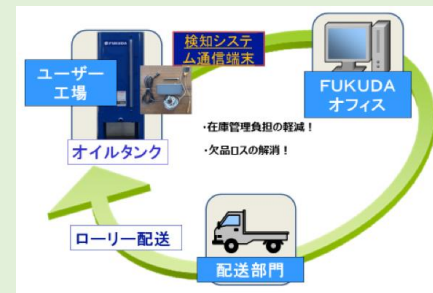 FUKUDA
検知システ
ム通信端末
ユーザー
工場
FUKUDA
オフィス
・在庫管理負担の軽減！
・欠品ロスの解消！
オイルタンク
ローリー配送
配送部門